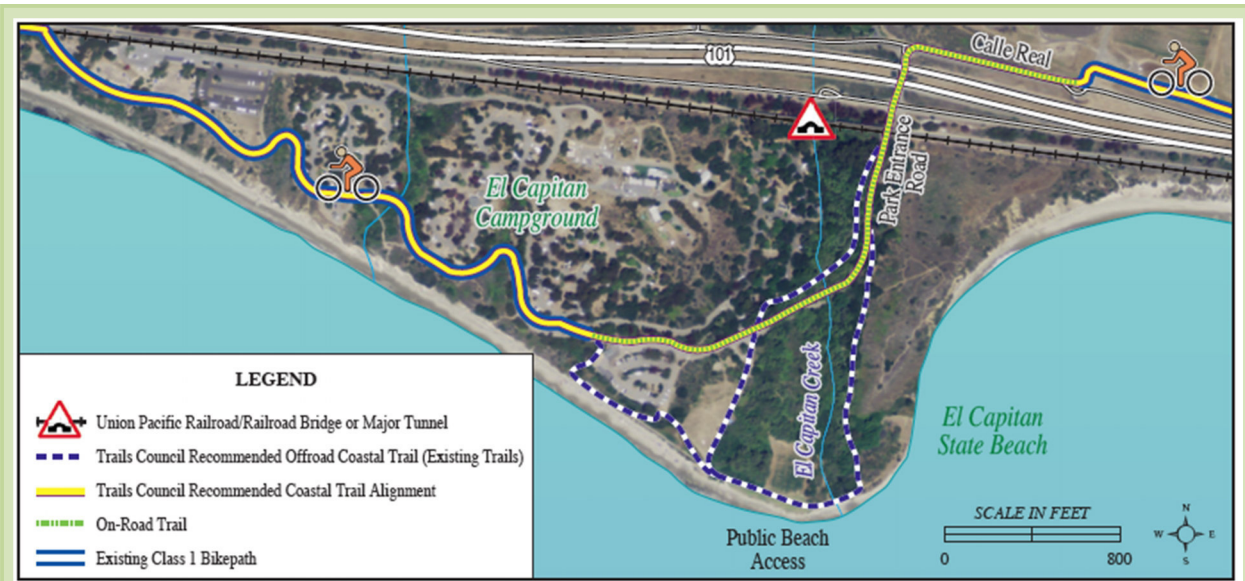 101
Calle Real
Park Entrance
Road
El Capitan
Campground
El Capitan Creek
El Capitan
State Beach
Public Beach
Access
LEGEND
Union Pacific Railroad/Railroad Bridge or Major Tunnel
Trails Council Recommended Offroad Coastal Trail (Existing Trails)
Trails Council Recommended Coastal Trail Alignment
On-Road Trail
Existing Class 1 Bikepath
SCALE IN FEET
0 800
N
W E
S